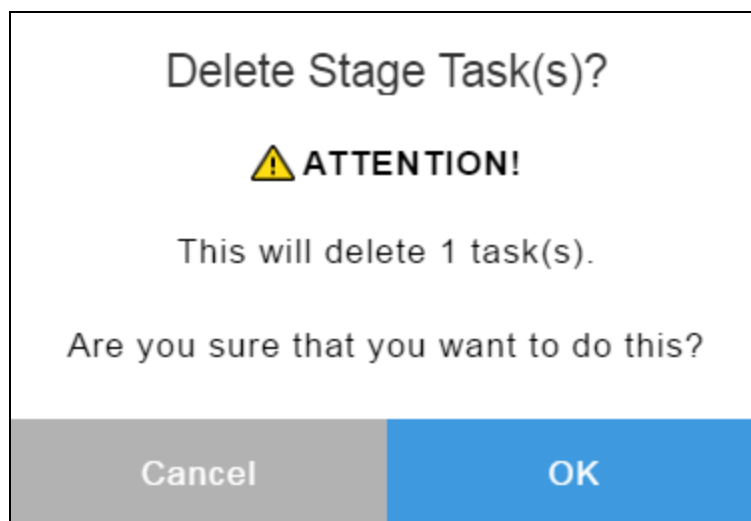 Delete Stage Task(s)?
ATTENTION!
This will delete 1 task(s).
Are you sure that you want to do this?
Cancel
OK